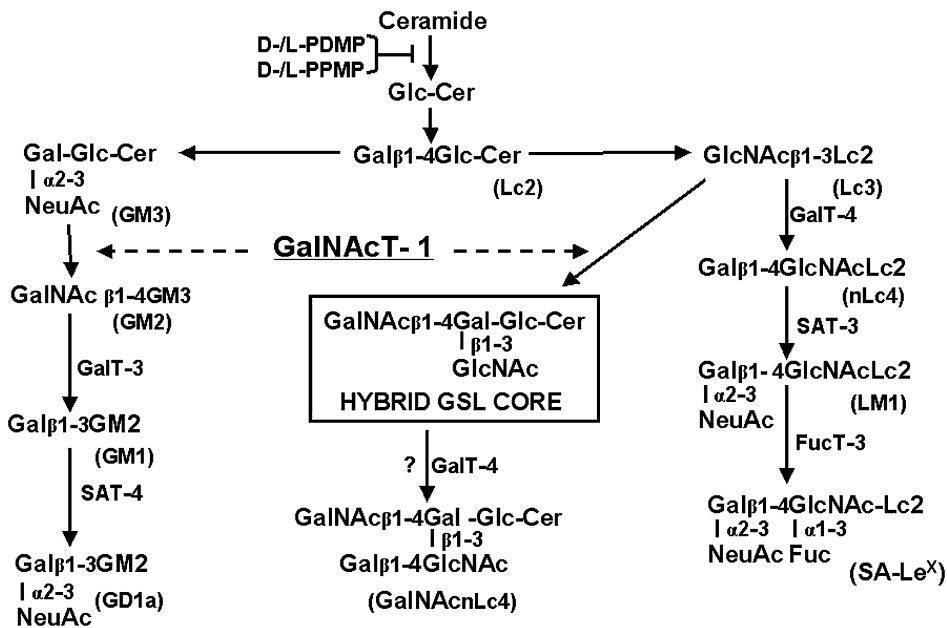 Ceramide
D-/L-PDMP
D-/L-PPMP
Glc-Cer
Gal-Glc-Cer
α2-3
NeuAc (GM3)
Galβ1-4Glc-Cer
(Lc2)
GlcNAcβ1-3Lc2
(Lc3)
GalT-4
GalNAcT- 1
GalNAc β1-4GM3
(GM2)
GalT-3
Galβ1-3GM2
(GM1)
SAT-4
Galβ1-3GM2
α2-3
NeuAc (GD1a)
GalNAcβ1-4Gal-Glc-Cer
β1-3
GlcNAc
HYBRID GSL CORE
? GalT-4
GalNAcβ1-4Gal -Glc-Cer
β1-3
Galβ1-4GlcNAc
(GalNAcnLc4)
Galβ1-4GlcNAcLc2
(nLc4)
SAT-3
Galβ1- 4GlcNAcLc2
α2-3
NeuAc
(LM1)
FucT-3
Galβ1-4GlcNAc-Lc2
α2-3 α1-3
NeuAc Fuc
(SA-LeX)